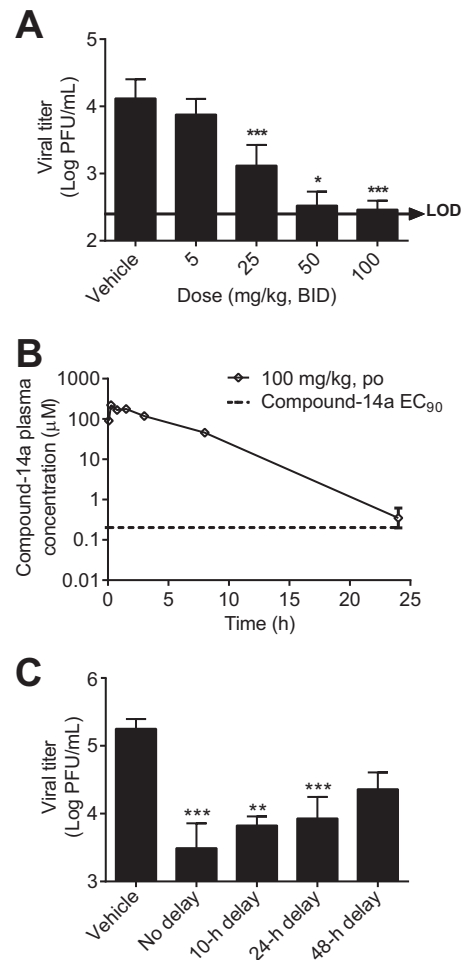 A
Viral titer
(Log PFU/mL)
5
4
3
2
***
*
***
LOD
Vehicle
5
25
50
100
Dose (mg/kg, BID)
B
Compound-14a plasma
concentration (μM)
1000
100
10
1
0.1
0.01
100 mg/kg, po
Compound-14a EC90
0
5
10
15
20
25
Time (h)
C
Viral titer
(Log PFU/mL)
6
5
4
3
***
**
***
Vehicle
No delay
10-h delay
24-h delay
48-h delay